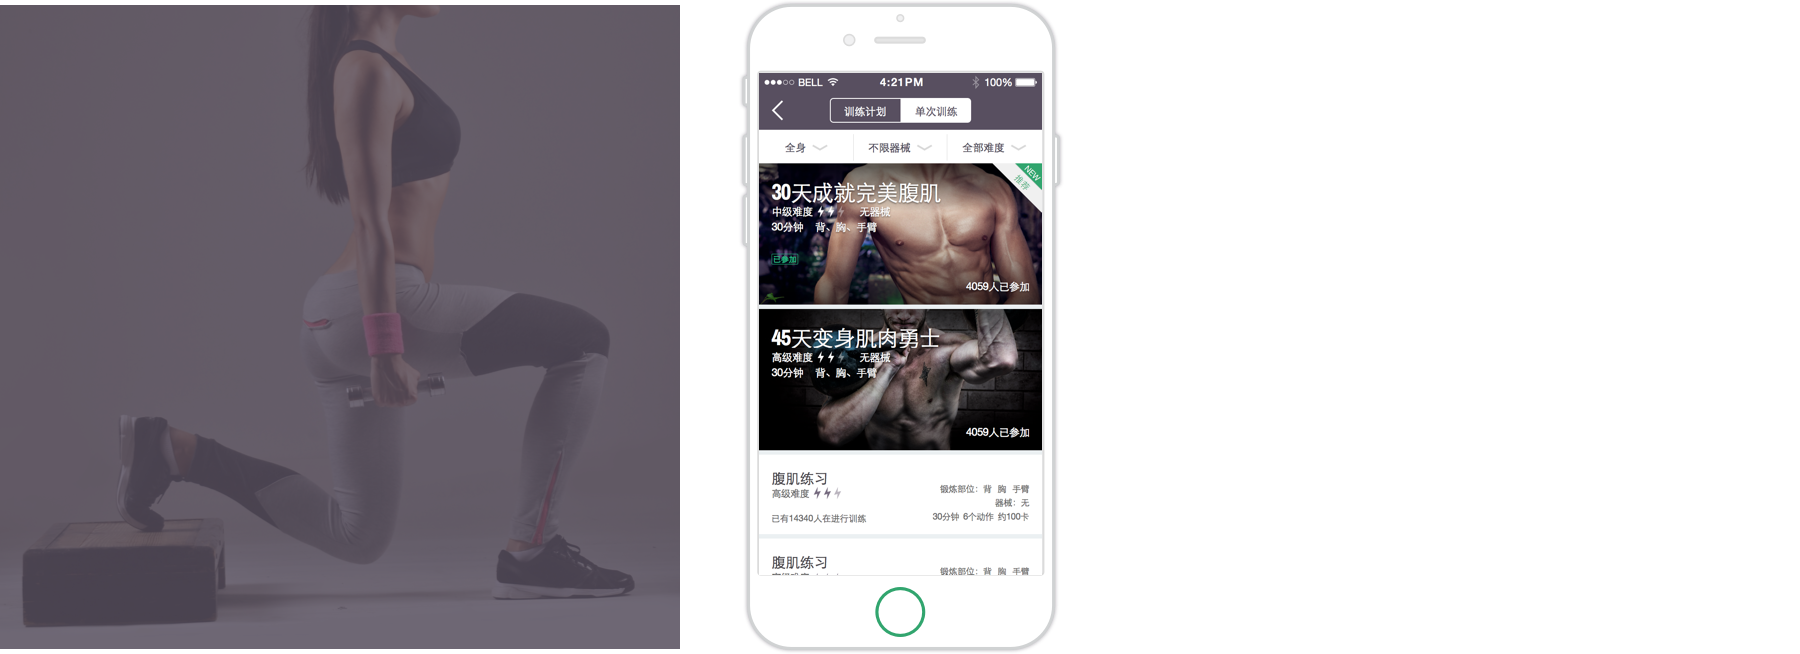 BELL 4:21PM 100%
训练计划 单次训练
全身 不限器械 全部难度
NEW
推荐
30天成就完美腹肌
中级难度 无器械
30分钟 背、胸、手臂
已参加
4059人已参加
45天变身肌肉勇士
高级难度 无器械
30分钟 背、胸、手臂
4059人已参加
腹肌练习
高级难度
锻炼部位：背 胸 手臂
器械：无
已有14340人在进行训练
30分钟 6个动作 约100卡
腹肌练习
锻炼部位：背 胸 手臂